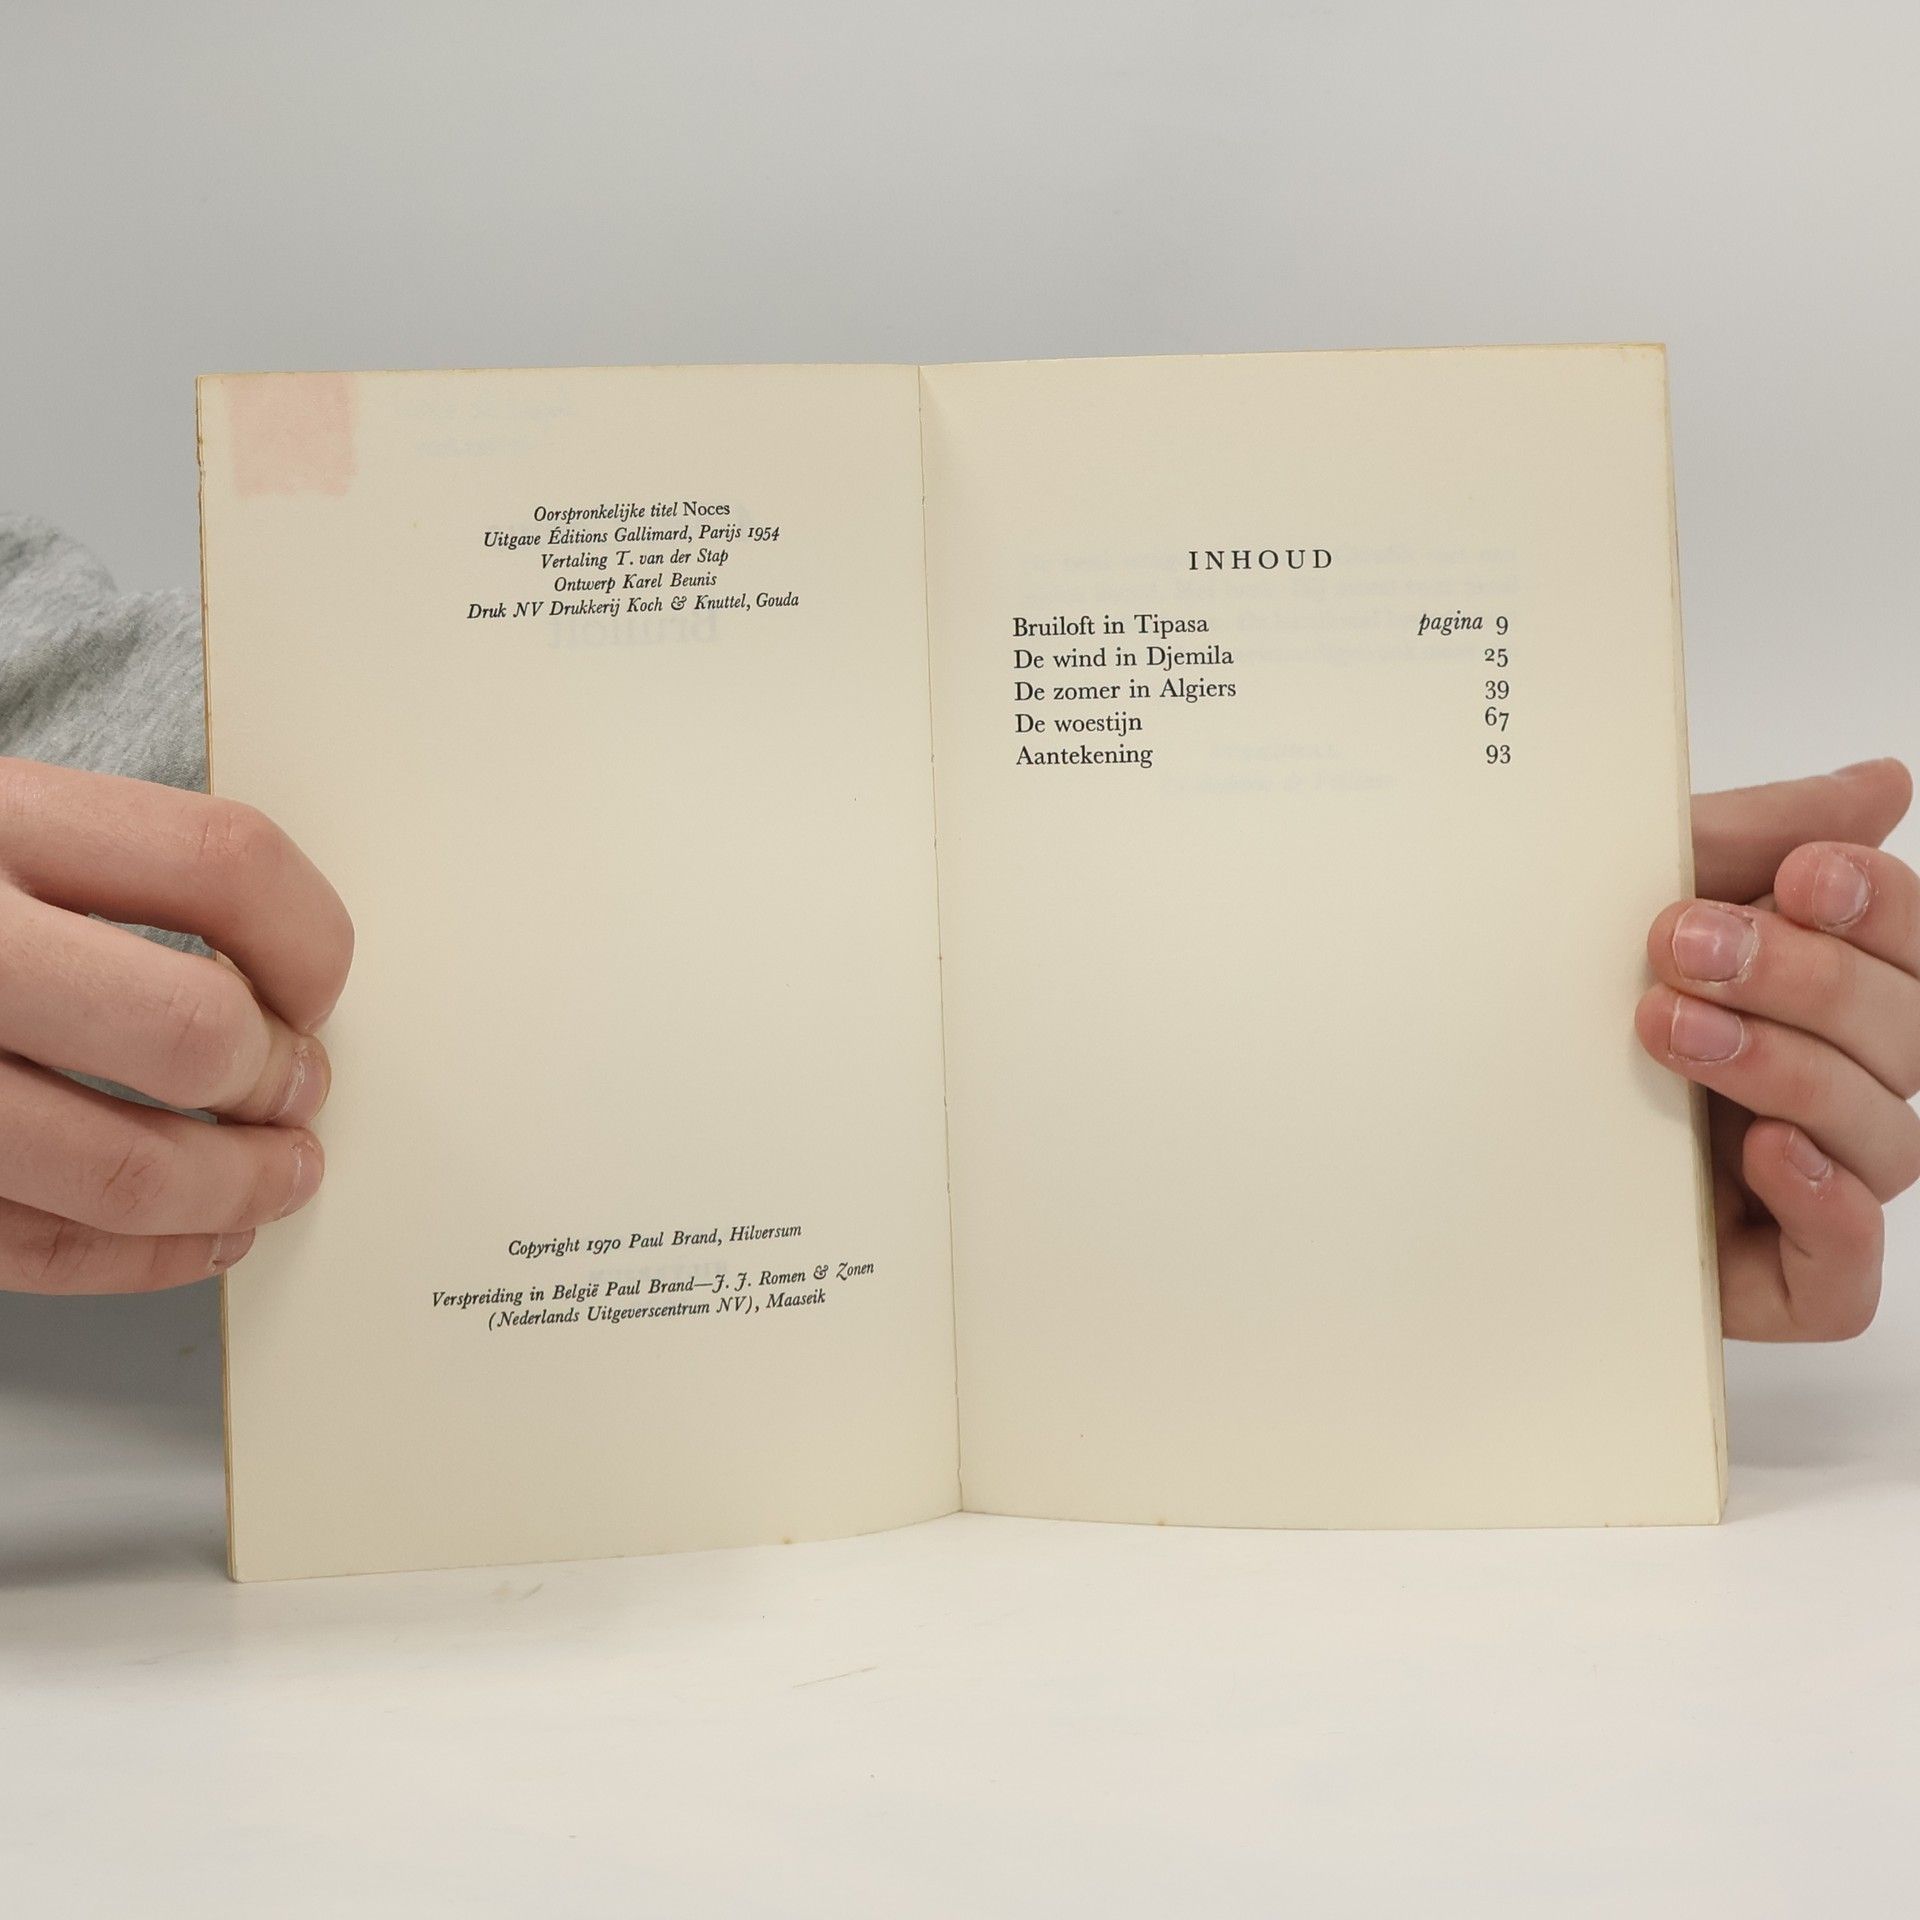 Oorspronkelijke titel Noces
Uitgave Éditions Gallimard, Parijs 1954
Vertaling T. van der Stap
Ontwerp Karel Beunis
Druk NV Drukkerij Koch & Knuttel, Gouda
Copyright 1970 Paul Brand, Hilversum
Verspreiding in België Paul Brand—J. J. Romen & Zonen
(Nederlands Uitgeverscentrum NV), Maaseik
INHOUD
Bruiloft in Tipasa pagina 9
De wind in Djemila 25
De zomer in Algiers 39
De woestijn 67
Aantekening 93